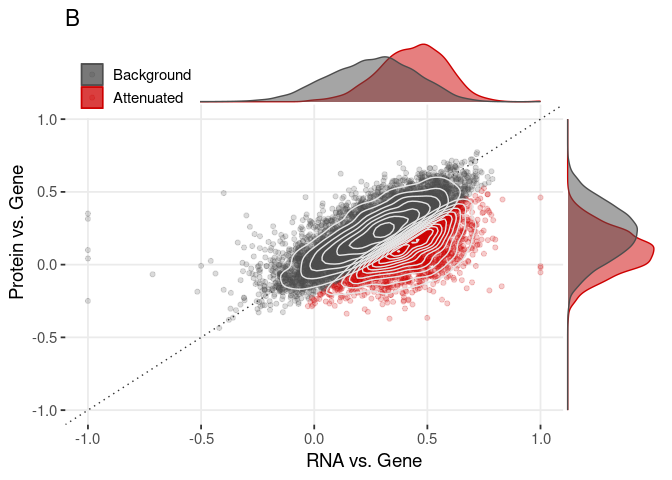 B
Background
Attenuated
1.0
0.5
0.0
-0.5
-1.0
Protein vs. Gene
-1.0 -0.5 0.0 0.5 1.0
RNA vs. Gene